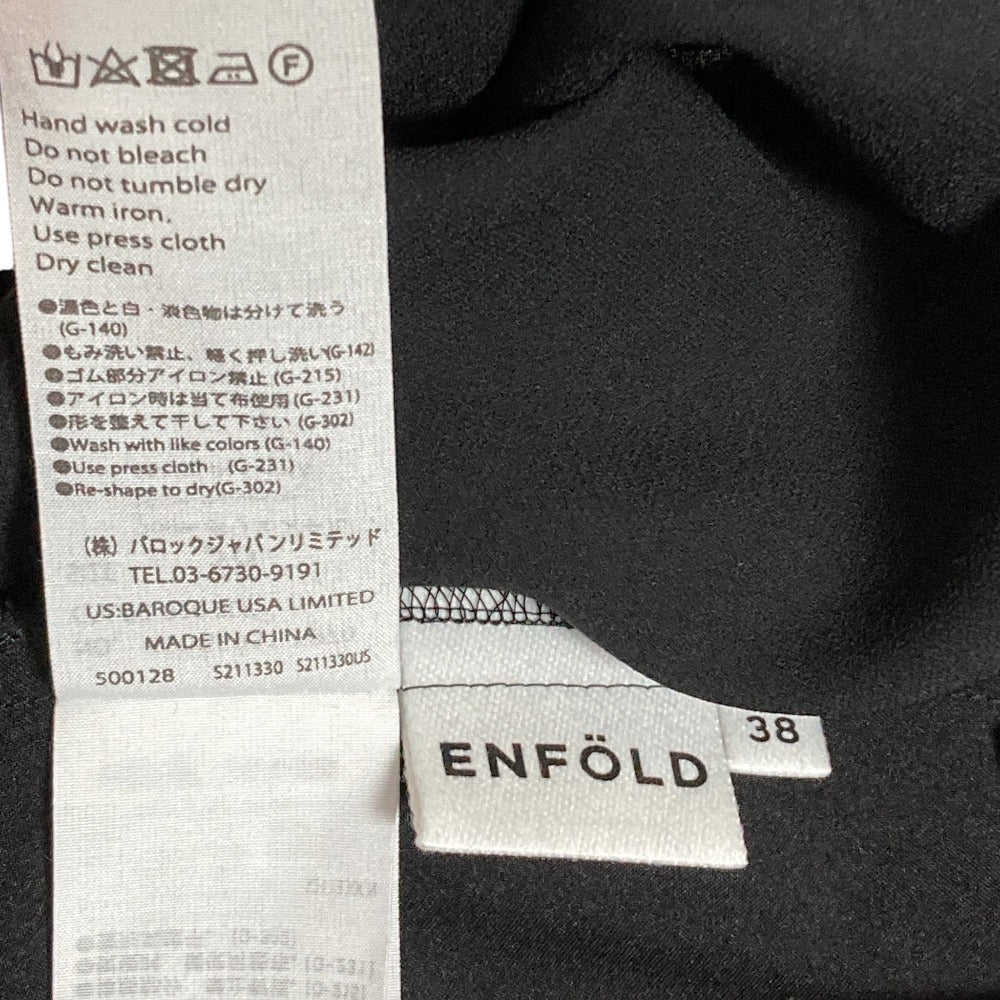 F
Hand wash cold
Do not bleach
Do not tumble dry
Warm iron,
Use press cloth
Dry clean
●濃色と白・淡色物は分けて洗う
(G-140)
●もみ洗い禁止、軽く押し洗い(G-142)
●ゴム部分アイロン禁止 (G-215)
●アイロン時は当て布使用 (G-231)
●形を整えて干して下さい (G-302)
●Wash with like colors (G-140)
●Use press cloth (G-231)
●Re-shape to dry(G-302)
(株) バロックジャパンリミテッド
TEL.03-6730-9191
US:BAROQUE USA LIMITED
MADE IN CHINA
500128 S211330 S211330US
ENFÖLD
38